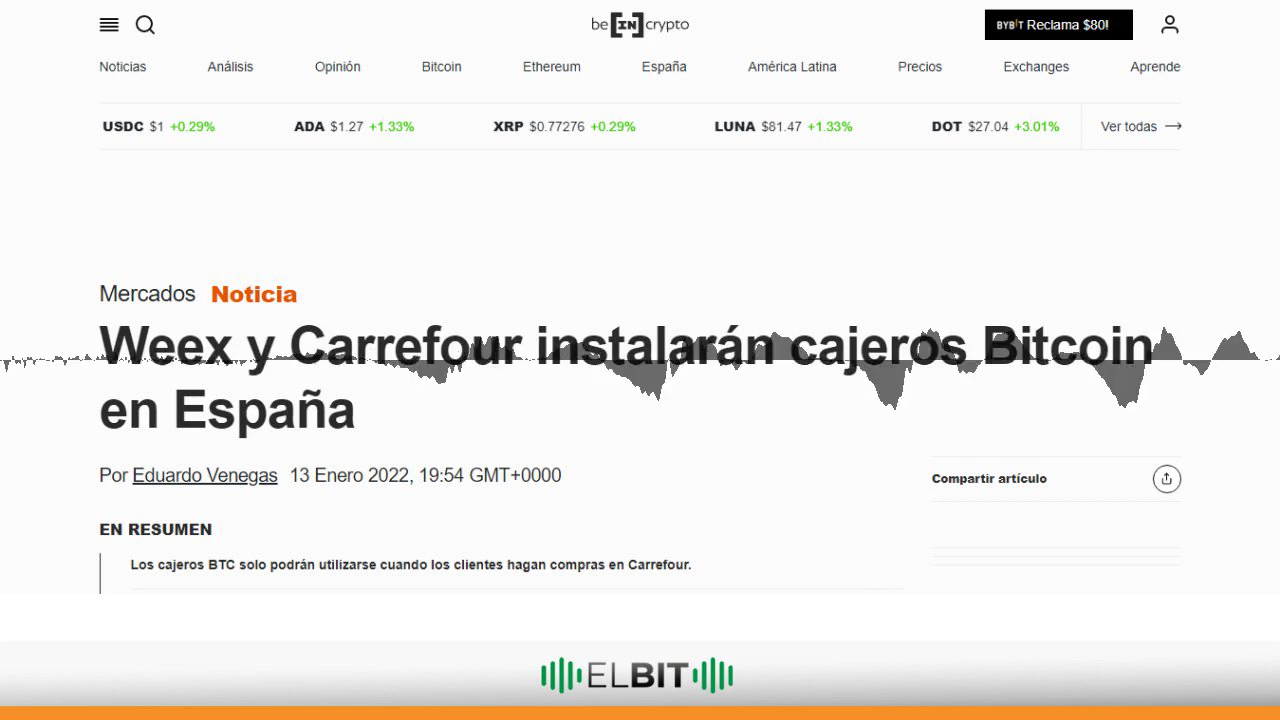 be[IN]crypto
BYBIT Reclama $80!
Noticias Análisis Opinión Bitcoin Ethereum España América Latina Precios Exchanges Aprende
USDC $1 +0.29% ADA $1.27 +1.33% XRP $0.77276 +0.29% LUNA $81.47 +1.33% DOT $27.04 +3.01% Ver todas →
Mercados Noticia
Weex y Carrefour instalarán cajeros Bitcoin
en España
Por Eduardo Venegas 13 Enero 2022, 19:54 GMT+0000
Compartir artículo
EN RESUMEN
Los cajeros BTC solo podrán utilizarse cuando los clientes hagan compras en Carrefour.
ELBIT